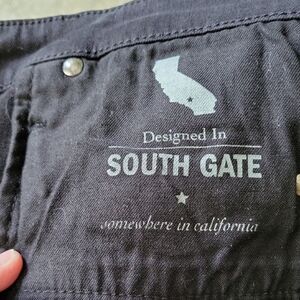 Designed In
SOUTH GATE
somewhere in california